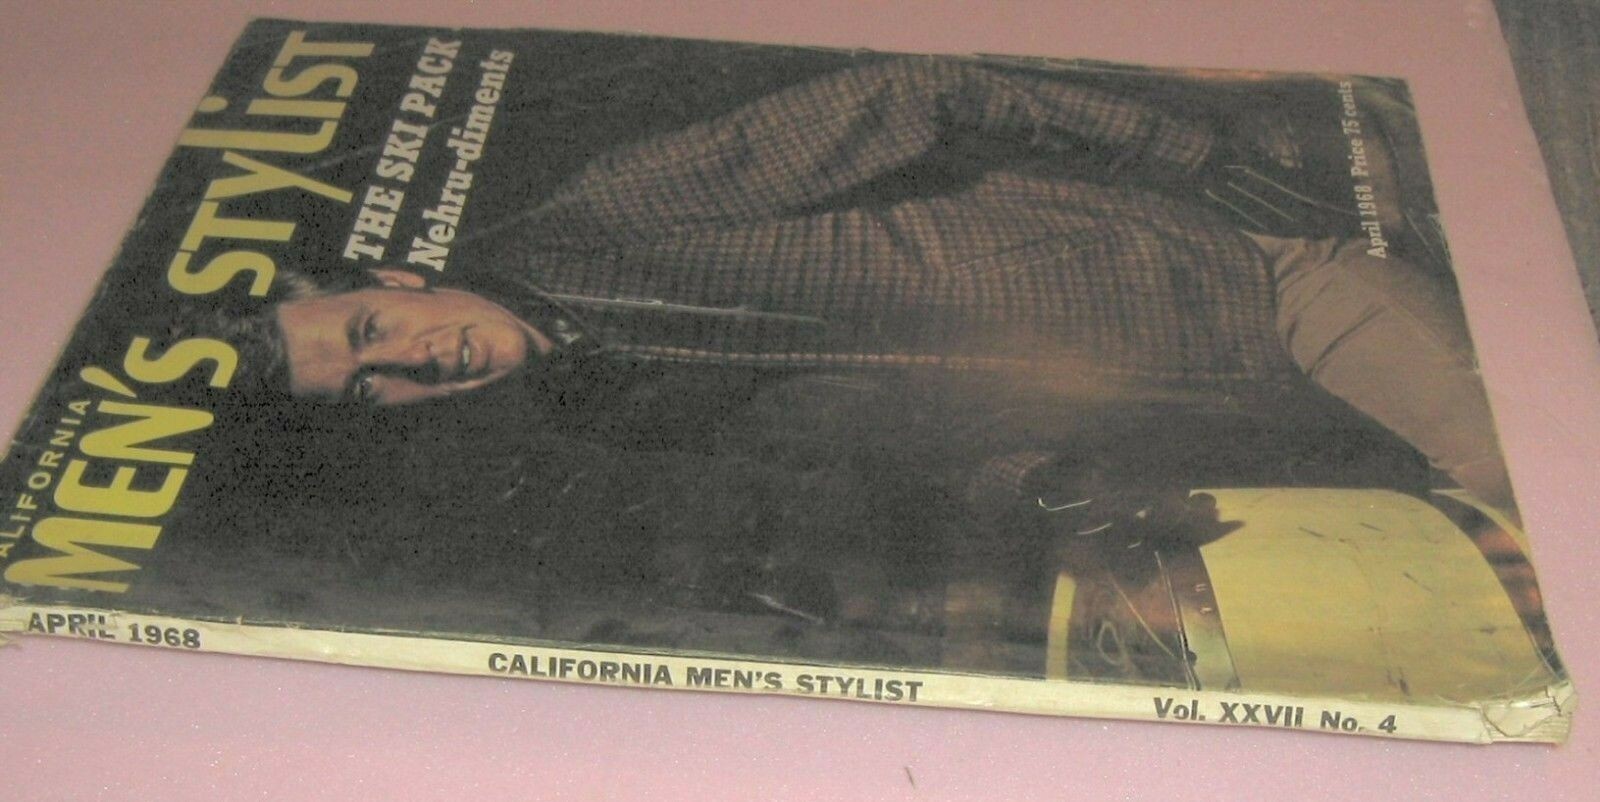 CALIFORNIA
MEN'S STYLIST
THE SKI PACK
Nehru-diments
April 1968 Price 75 cents
APRIL 1968
CALIFORNIA MEN'S STYLIST
Vol. XXVII No. 4